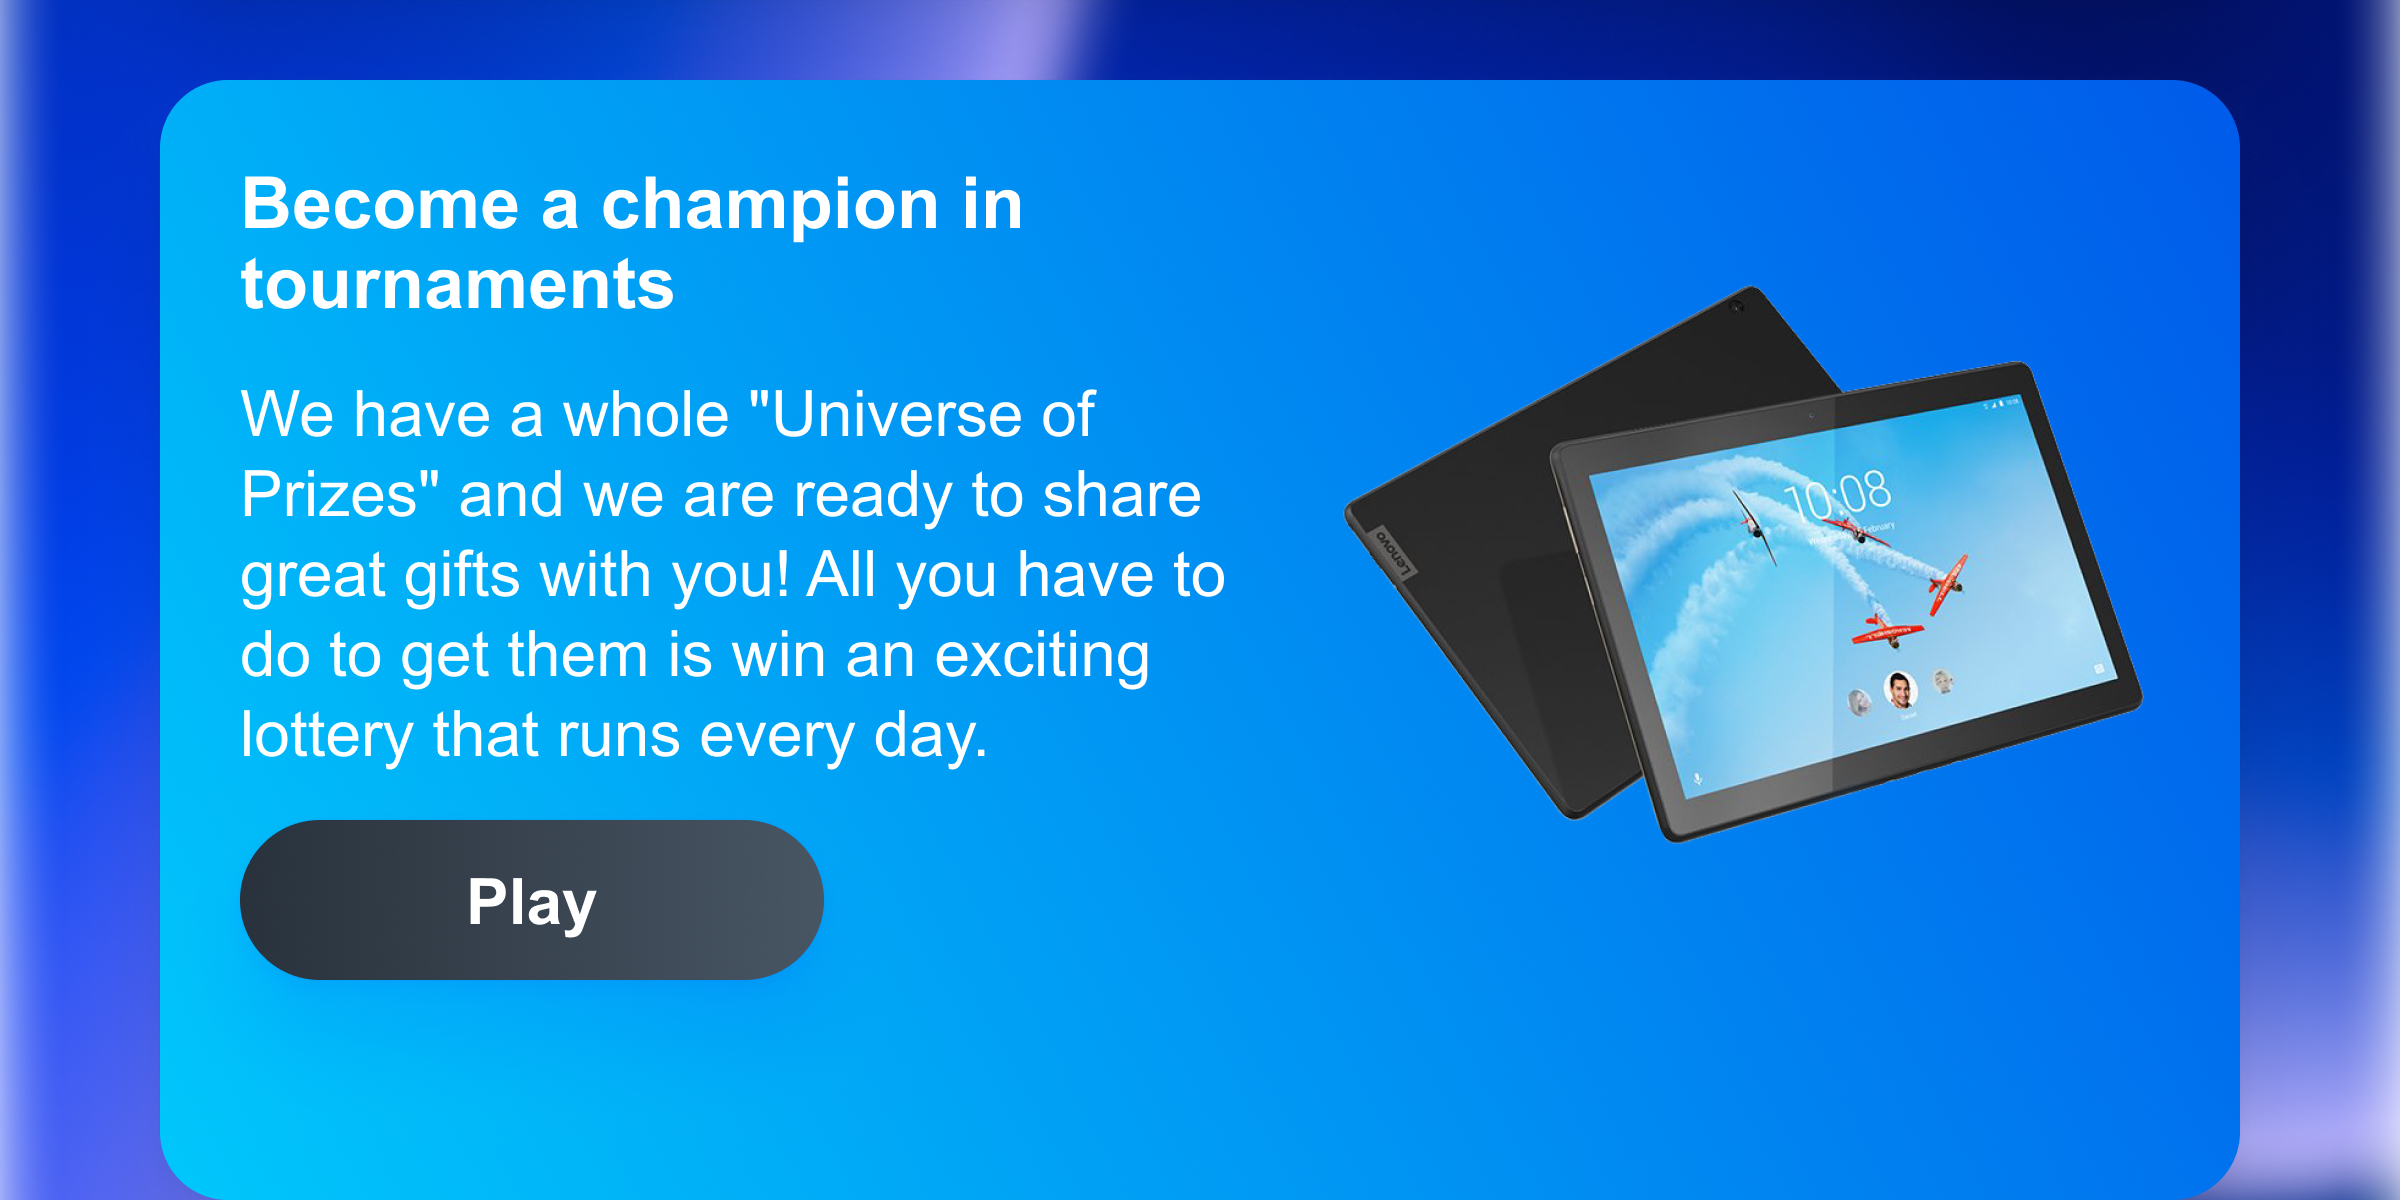 Become a champion in
tournaments
We have a whole "Universe of
Prizes" and we are ready to share
great gifts with you! All you have to
do to get them is win an exciting
lottery that runs every day.
Play
Lenovo
10:08
February